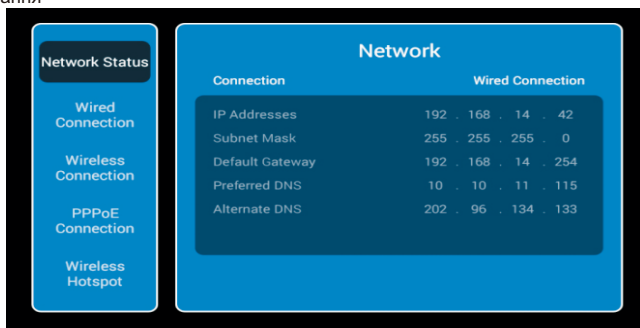 Network Status
Wired
Connection
Wireless
Connection
PPPoE
Connection
Wireless
Hotspot
Network
Connection Wired Connection
IP Addresses 192 . 168 . 14 . 42
Subnet Mask 255 . 255 . 255 . 0
Default Gateway 192 . 168 . 14 . 254
Preferred DNS 10 . 10 . 11 . 115
Alternate DNS 202 . 96 . 134 . 133